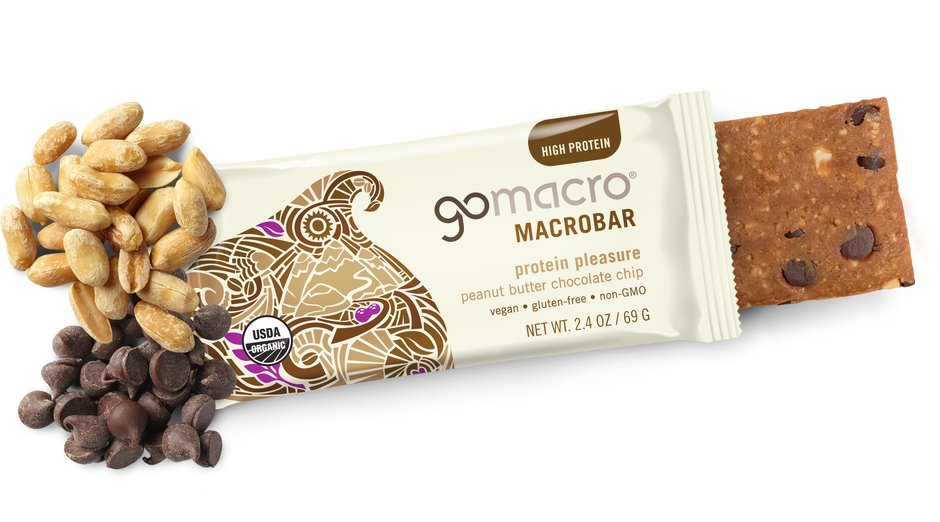 HIGH PROTEIN
gomacro®
MACROBAR
protein pleasure
peanut butter chocolate chip
vegan • gluten-free • non-GMO
NET WT. 2.4 OZ / 69 G
USDA
ORGANIC